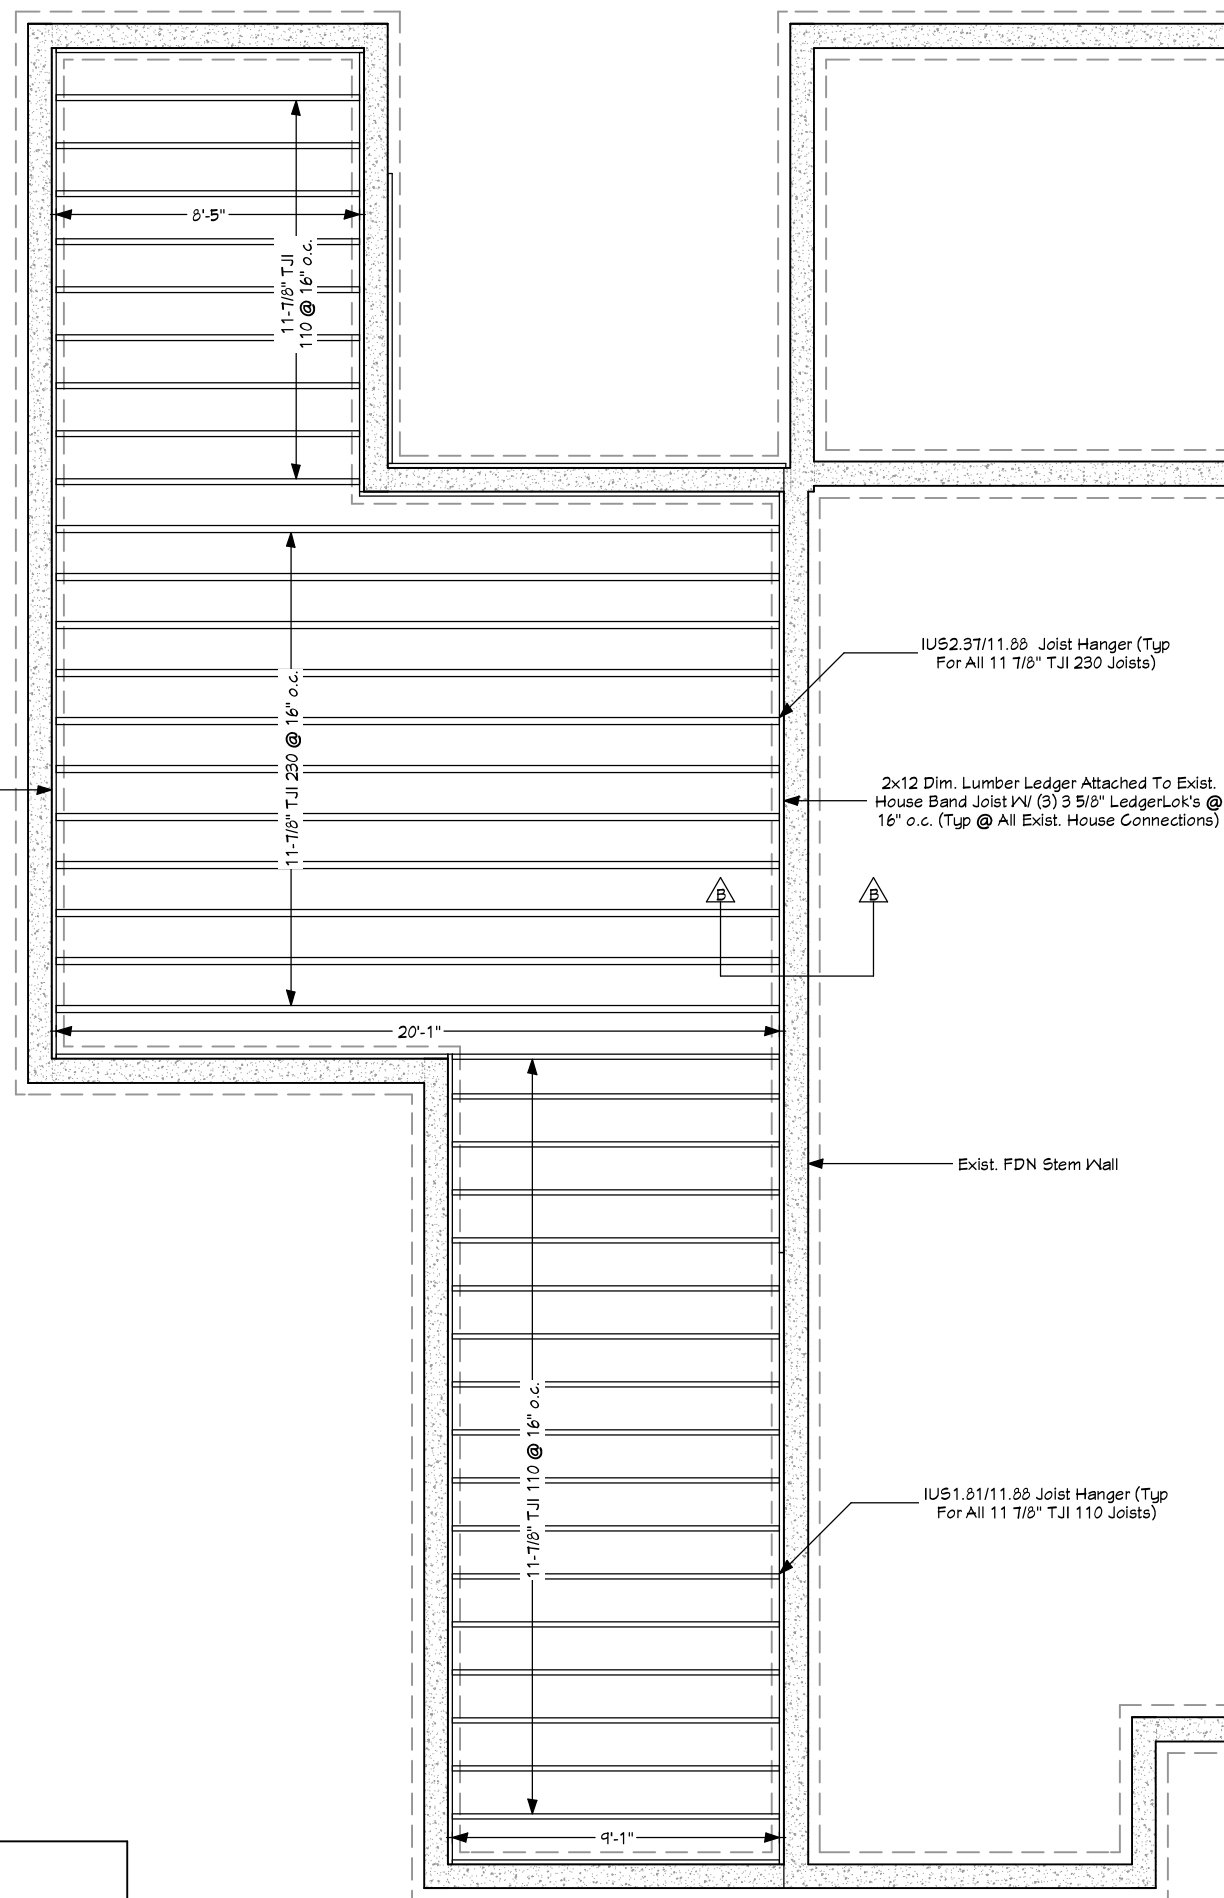 8'-5"
11-7/8" TJI
110 @ 16" o.c.
IUS2.37/11.88 Joist Hanger (Typ
For All 11 7/8" TJI 230 Joists)
11-7/8" TJI 230 @ 16" o.c.
2x12 Dim. Lumber Ledger Attached To Exist.
House Band Joist W/ (3) 3 5/8" LedgerLok's @
16" o.c. (Typ @ All Exist. House Connections)
B
B
20'-1"
Exist. FDN Stem Wall
11-7/8" TJI 110 @ 16" o.c.
IUS1.81/11.88 Joist Hanger (Typ
For All 11 7/8" TJI 110 Joists)
9'-1"